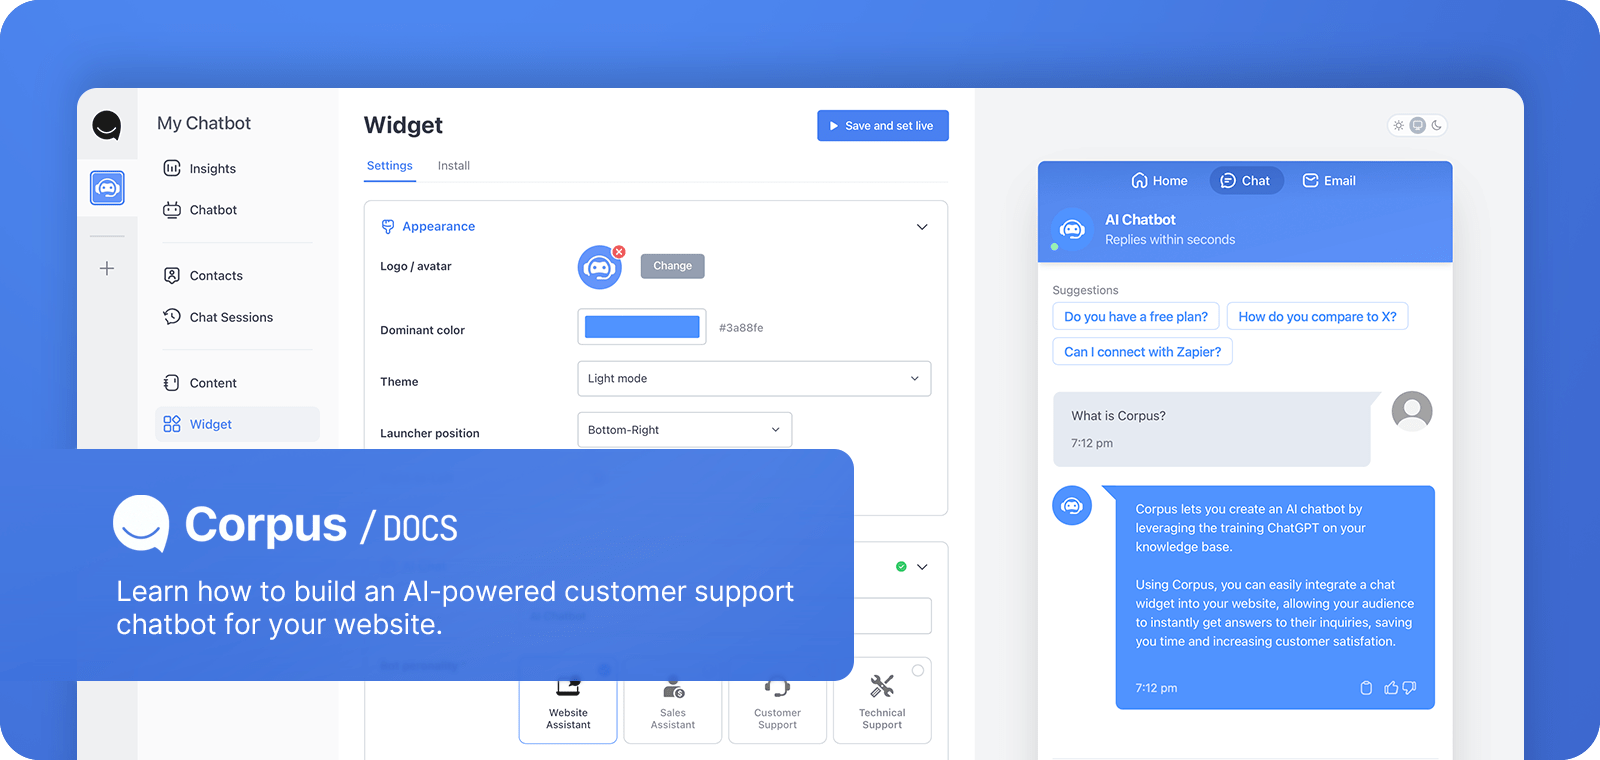 My Chatbot
Insights
Chatbot
Contacts
Chat Sessions
Content
Widget
Widget
Save and set live
Settings
Install
Appearance
Logo / avatar
Change
Dominant color
#3a88fe
Theme
Light mode
Launcher position
Bottom-Right
Corpus / DOCS
Learn how to build an AI-powered customer support
chatbot for your website.
Website
Assistant
Sales
Assistant
Customer
Support
Technical
Support
Home
Chat
Email
AI Chatbot
Replies within seconds
Suggestions
Do you have a free plan?
How do you compare to X?
Can I connect with Zapier?
What is Corpus?
7:12 pm
Corpus lets you create an AI chatbot by
leveraging the training ChatGPT on your
knowledge base.
Using Corpus, you can easily integrate a chat
widget into your website, allowing your audience
to instantly get answers to their inquiries, saving
you time and increasing customer satisfation.
7:12 pm